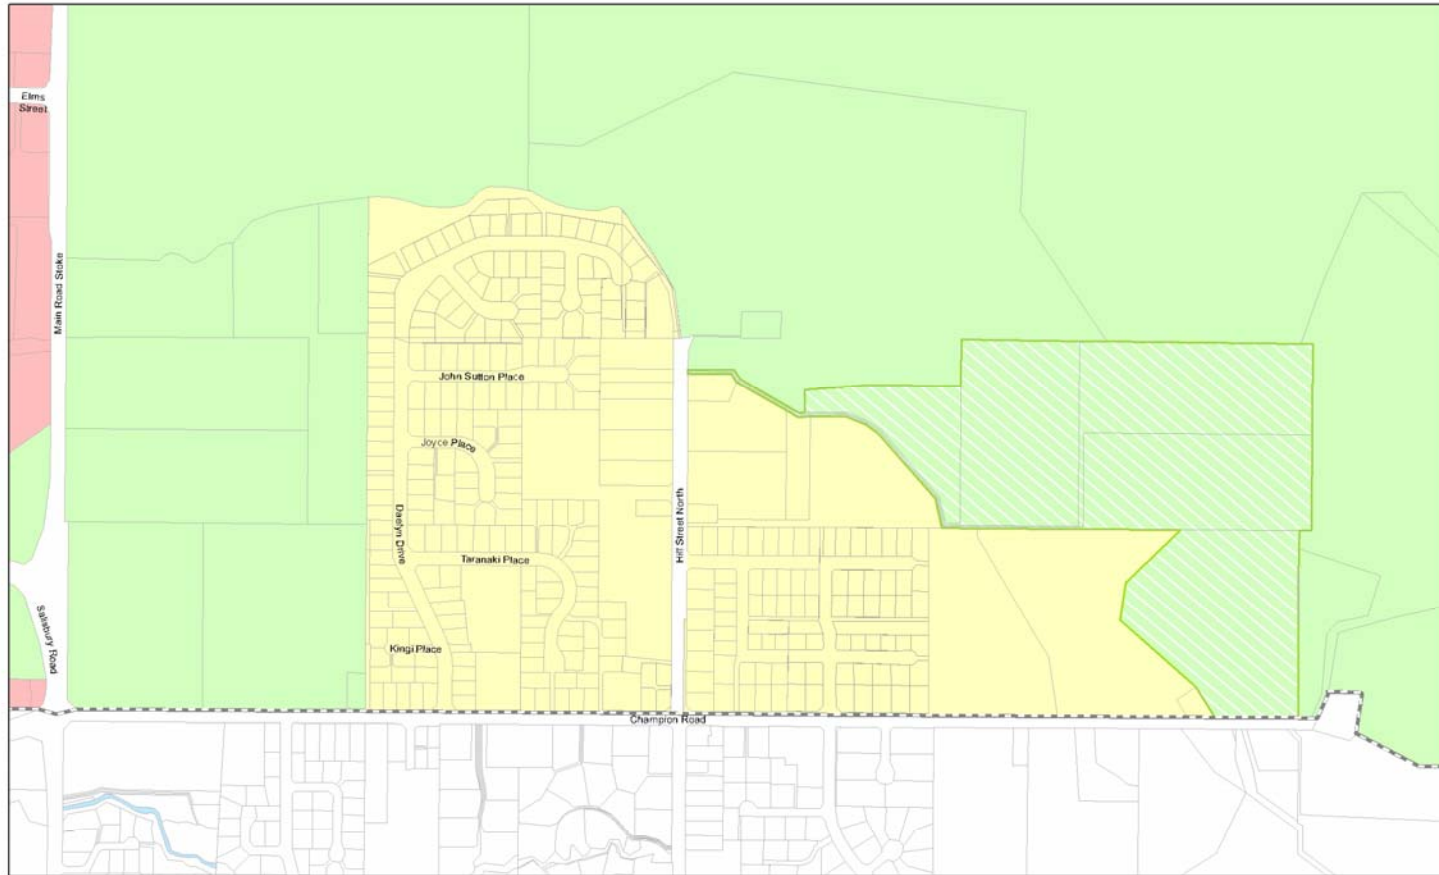 Elms
Street
Main Road Stoke
John Sutton Place
Joyce Place
Daelyn Drive
Hill Street North
Taranaki Place
Salisbury Road
Kingi Place
Champion Road